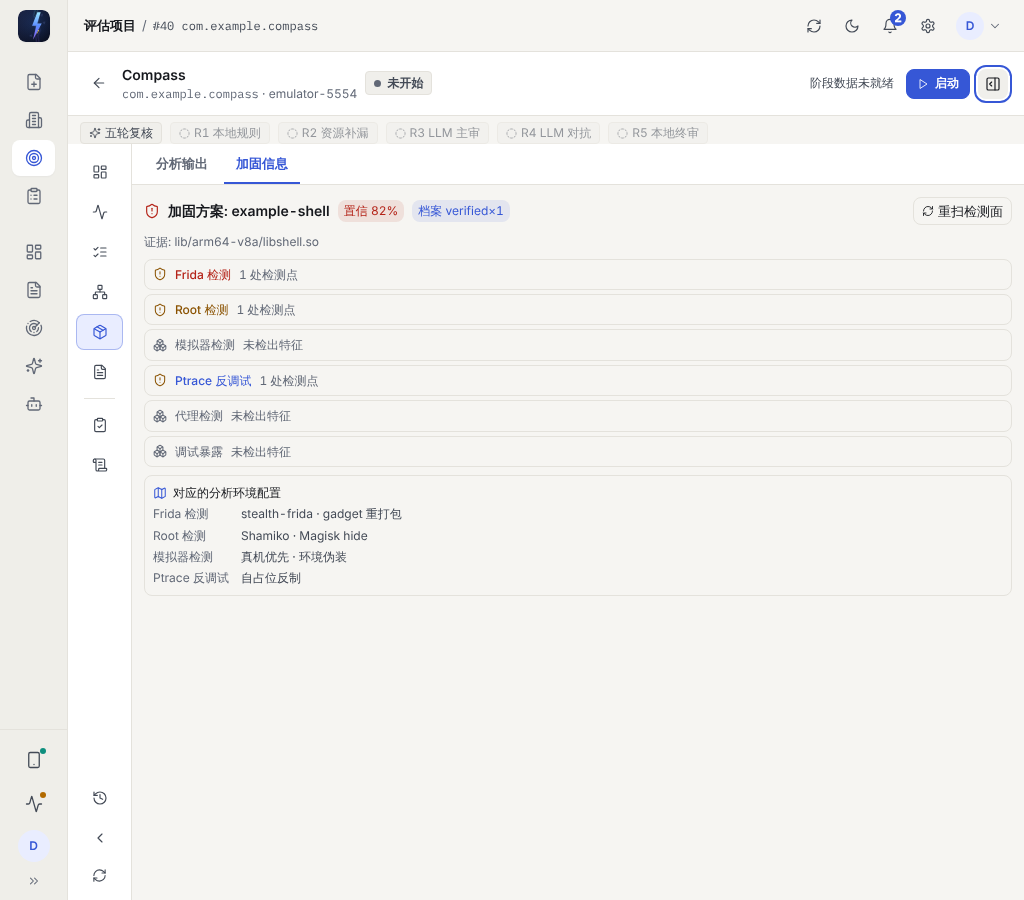 评估项目 / #40 com.example.compass
2
D
Compass
com.example.compass · emulator-5554
未开始
阶段数据未就绪
启动
五轮复核
R1 本地规则
R2 资源补漏
R3 LLM 主审
R4 LLM 对抗
R5 本地终审
分析输出
加固信息
加固方案: example-shell
置信 82%
档案 verified×1
重扫检测面
证据: lib/arm64-v8a/libshell.so
Frida 检测 1 处检测点
Root 检测 1 处检测点
模拟器检测 未检出特征
Ptrace 反调试 1 处检测点
代理检测 未检出特征
调试暴露 未检出特征
对应的分析环境配置
Frida 检测 stealth-frida · gadget 重打包
Root 检测 Shamiko · Magisk hide
模拟器检测 真机优先 · 环境伪装
Ptrace 反调试 自占位反制
D